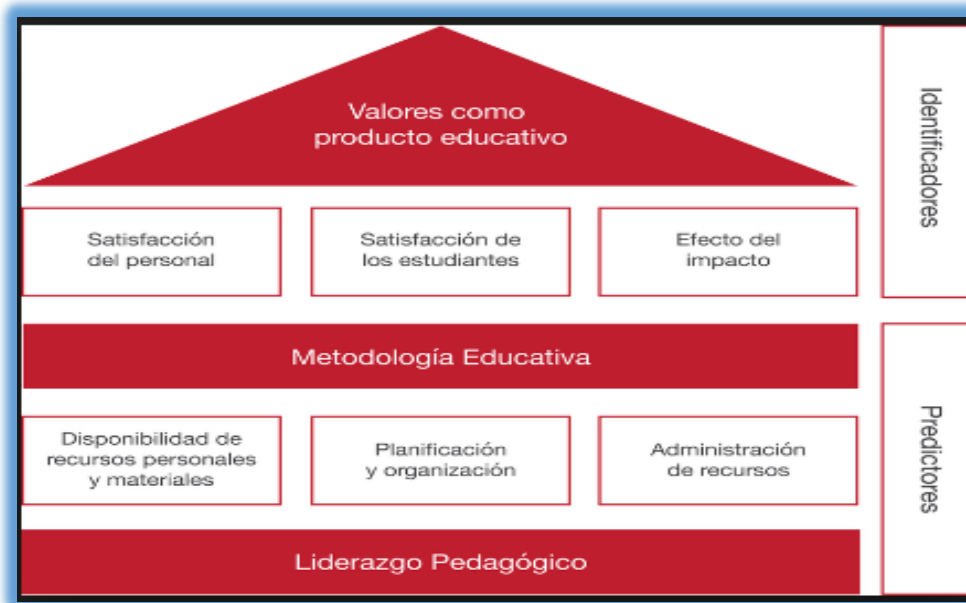 Valores como
producto educativo
Identificadores
Satisfacción
del personal
Satisfacción de
los estudiantes
Efecto del
impacto
Metodología Educativa
Predictores
Disponibilidad de
recursos personales
y materiales
Planificación
y organización
Administración
de recursos
Liderazgo Pedagógico